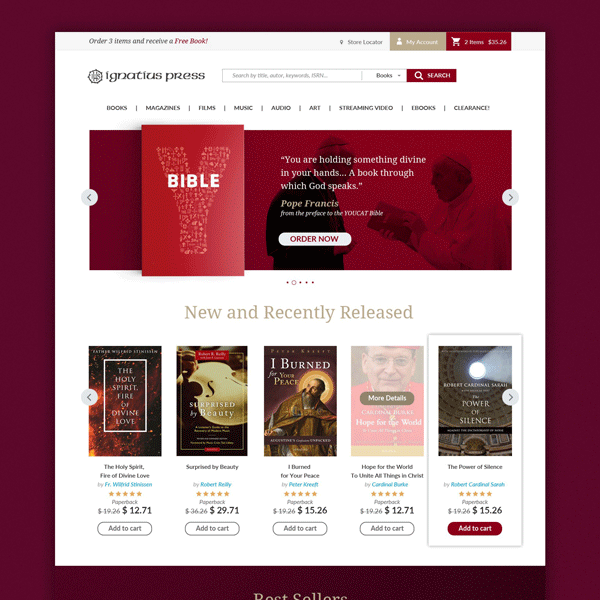 Order 3 items and receive a Free Book!
Store Locator
My Account
2 Items $35.26
ignatius press
Search by title, autor, keywords, ISBN...
Books
SEARCH
BOOKS | MAGAZINES | FILMS | MUSIC | AUDIO | ART | STREAMING VIDEO | EBOOKS | CLEARANCE!
BIBLE
“You are holding something divine
in your hands... A book through
which God speaks.”
Pope Francis
from the preface to the YOUCAT Bible
ORDER NOW
New and Recently Released
FATHER WILFRID STINISSEN
THE HOLY
SPIRIT,
FIRE OF
DIVINE
LOVE
Robert R. Reilly
SURPRISED
by Beauty
PETER KREEFT
I BURNED
for YOUR
PEACE
AUGUSTINE'S Confessions UNPACKED
More Details
CARDINAL BURKE
Hope for the World
ROBERT CARDINAL SARAH
The
POWER
OF
SILENCE
AGAINST THE DICTATORSHIP OF NOISE
The Holy Spirit,
Fire of Divine Love
by Fr. Wilfrid Stinissen
Paperback
$ 19.26 $ 12.71
Add to cart
Surprised by Beauty
by Robert Reilly
Paperback
$ 36.26 $ 29.71
Add to cart
I Burned
for Your Peace
by Peter Kreedt
Paperback
$ 19.26 $ 15.26
Add to cart
Hope for the World
To Unite All Things in Christ
by Cardinal Burke
Paperback
$ 19.26 $ 12.71
Add to cart
The Power of Silence
by Robert Cardinal Sarah
Paperback
$ 19.26 $ 15.26
Add to cart
Best Sellers